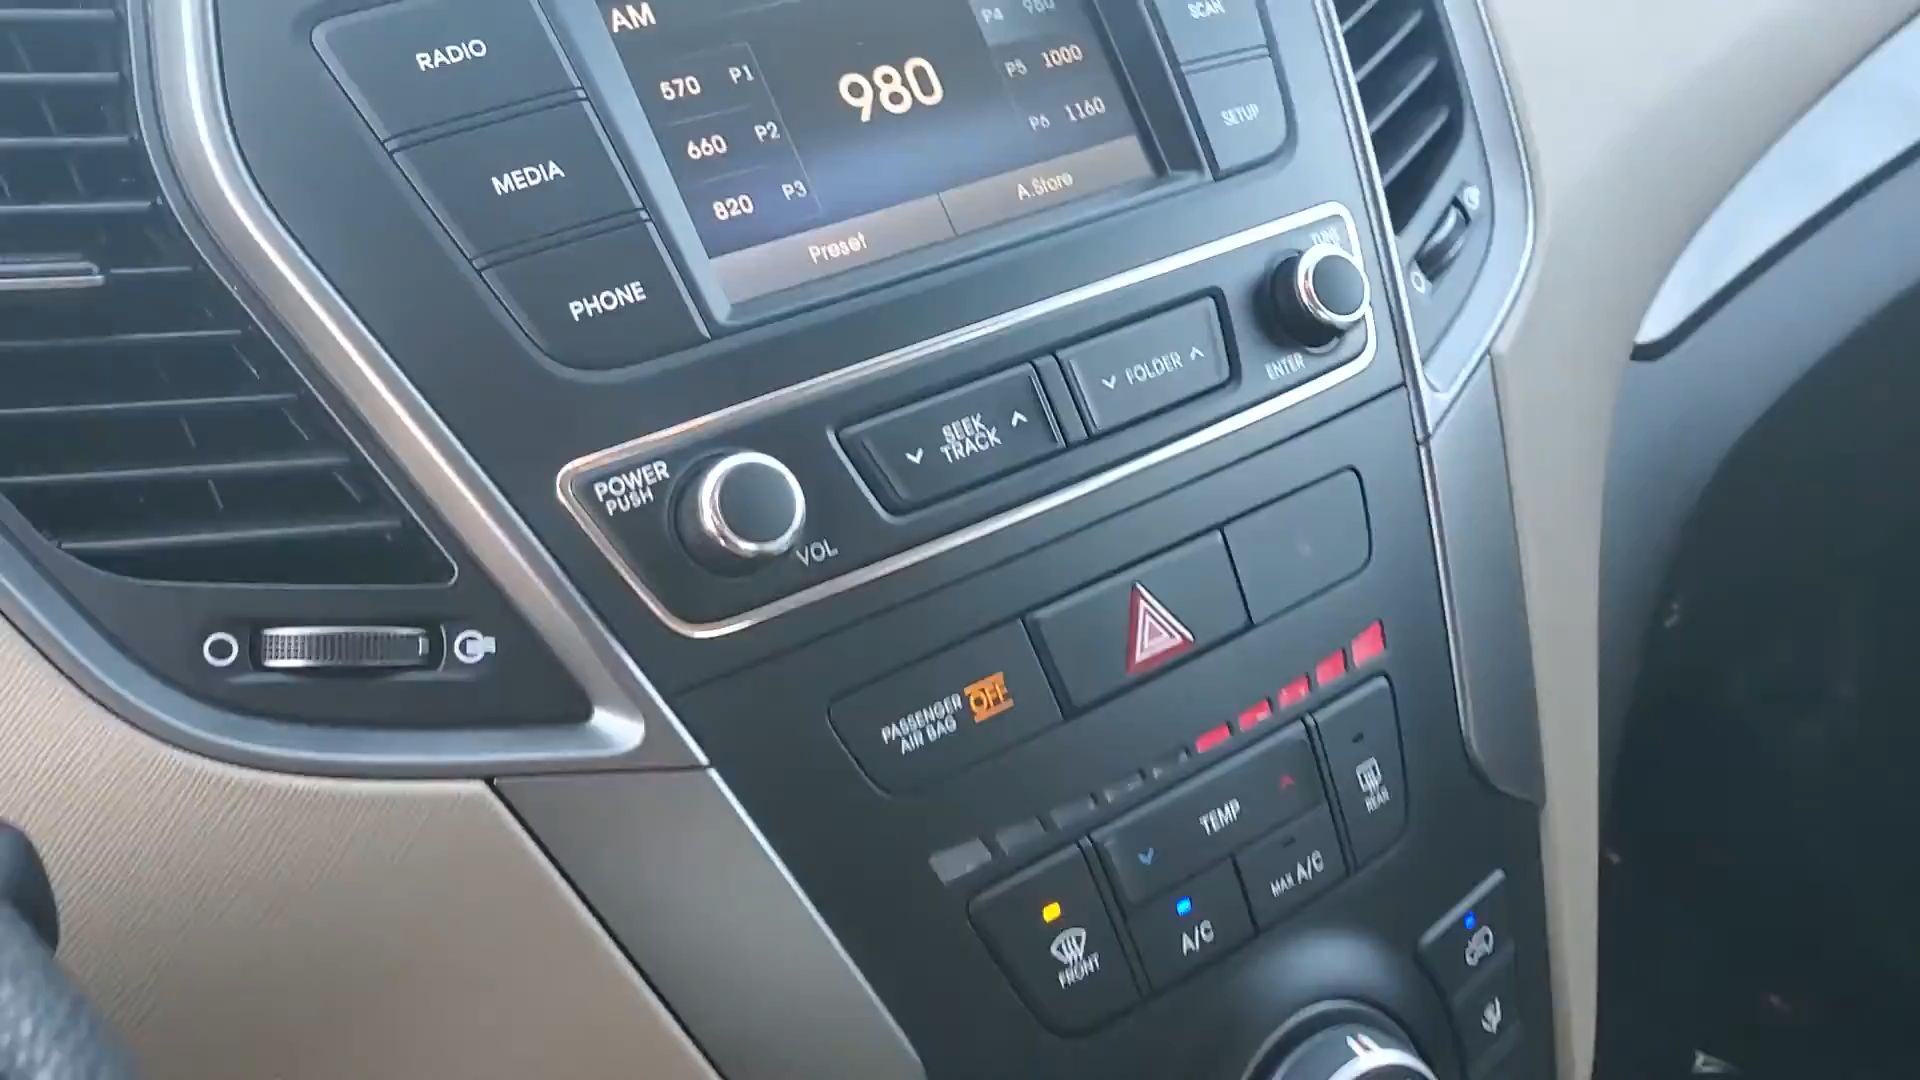 AM
RADIO
MEDIA
PHONE
570 P1
660 P2
820 P3
980
P4 980
P5 1000
P6 1160
Preset
A.Store
SCAN
SETUP
TUNE
ENTER
FOLDER
SEEK
TRACK
POWER
PUSH
VOL
PASSENGER
AIR BAG
OFF
TEMP
REAR
MAX A/C
A/C
FRONT